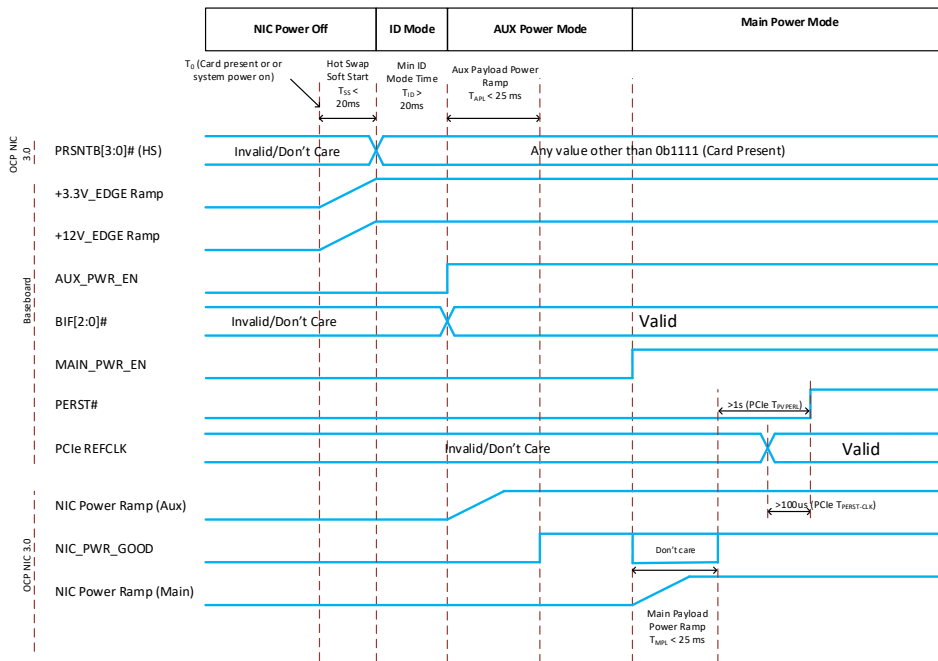 NIC Power Off
ID Mode
AUX Power Mode
Main Power Mode
T0 (Card present or or
system power on)
Hot Swap
Soft Start
TSS <
20ms
Min ID
Mode Time
TID >
20ms
Aux Payload Power
Ramp
TAPL < 25 ms
OCP NIC
3.0
PRSNTB[3:0]# (HS)
Invalid/Don't Care
Any value other than 0b1111 (Card Present)
Baseboard
+3.3V_EDGE Ramp
+12V_EDGE Ramp
AUX_PWR_EN
BIF[2:0]#
Invalid/Don't Care
Valid
MAIN_PWR_EN
PERST#
>1s (PCIe TPVPERL)
PCIe REFCLK
Invalid/Don't Care
Valid
OCP NIC 3.0
NIC Power Ramp (Aux)
>100us (PCIe TPERST-CLK)
NIC_PWR_GOOD
Don't care
NIC Power Ramp (Main)
Main Payload
Power Ramp
TMPL < 25 ms